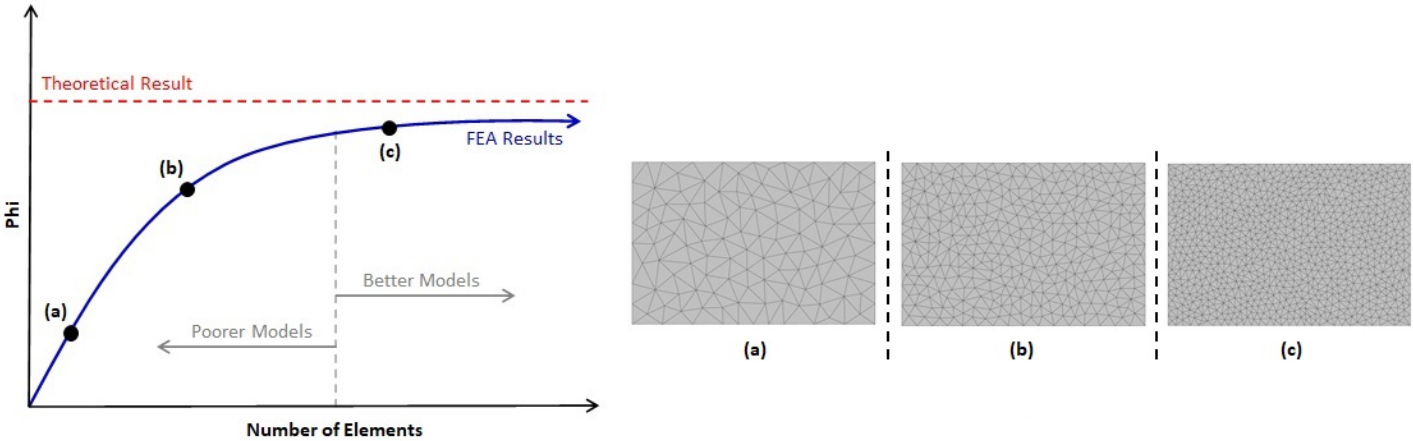 Theoretical Result
FEA Results
(c)
(b)
(a)
Phi
Better Models
Poorer Models
Number of Elements
(a)
(b)
(c)